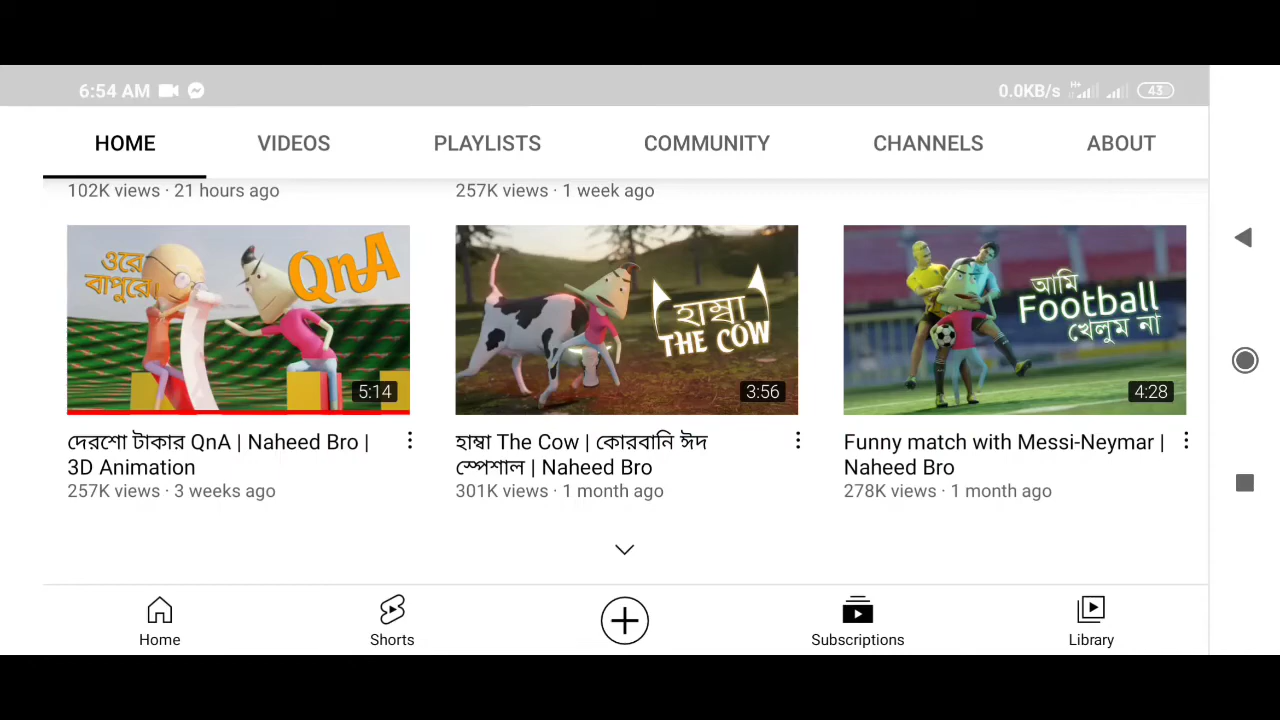 6:54 AM
0.0KB/s H+ 43
HOME VIDEOS PLAYLISTS COMMUNITY CHANNELS ABOUT
102K views · 21 hours ago
257K views · 1 week ago
ওরে
বাপুরে!
QnA
5:14
হাম্বা
THE COW
3:56
আমি
Football
খেলুম না
4:28
দেরশো টাকার QnA | Naheed Bro |
3D Animation
257K views · 3 weeks ago
হাম্বা The Cow | কোরবানি ঈদ
স্পেশাল | Naheed Bro
301K views · 1 month ago
Funny match with Messi-Neymar |
Naheed Bro
278K views · 1 month ago
Home Shorts Subscriptions Library